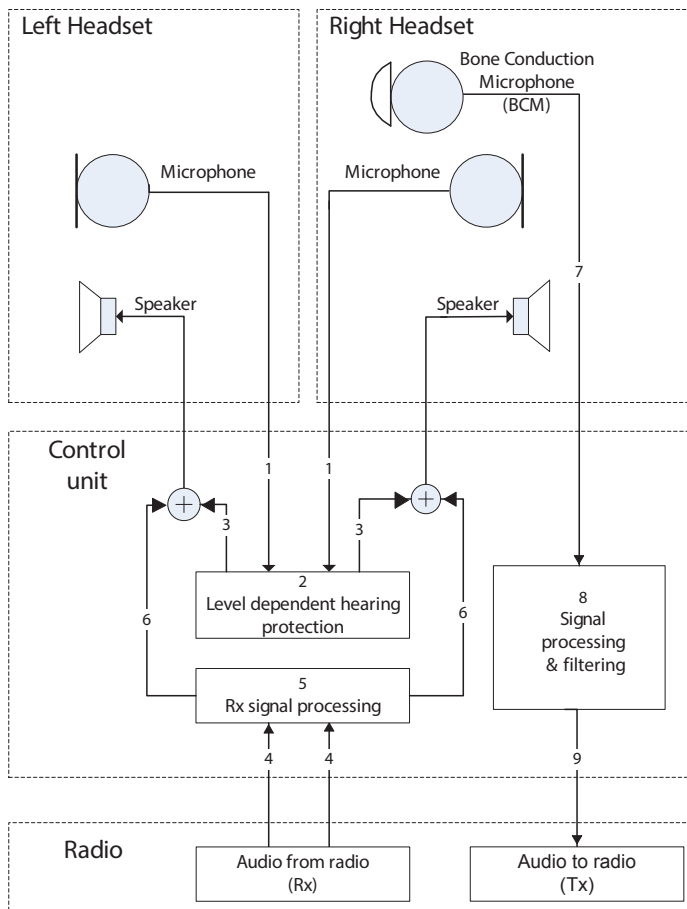 Left Headset
Right Headset
Bone Conduction
Microphone
(BCM)
Microphone
Microphone
7
Speaker
Speaker
Control
unit
1
1
3
3
2
Level dependent hearing
protection
6
6
8
Signal
processing
& filtering
5
Rx signal processing
4
4
9
Radio
Audio from radio
(Rx)
Audio to radio
(Tx)